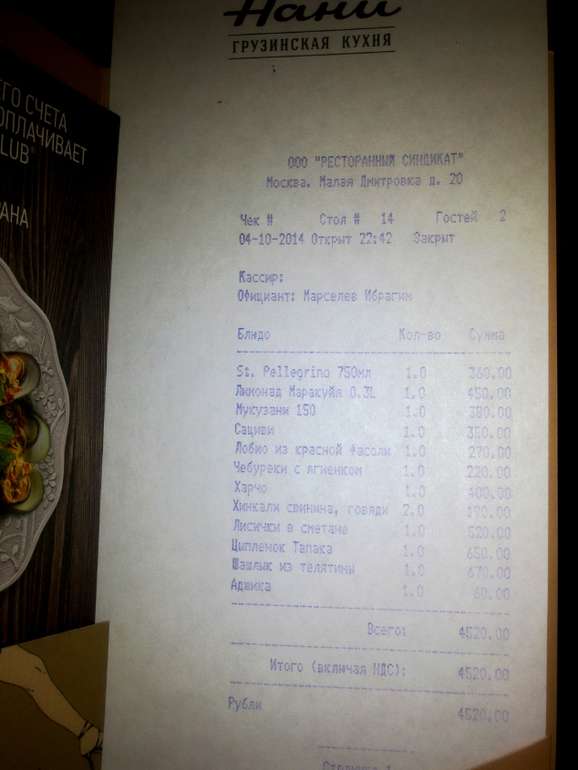 ЕГО СЧЕТА
ОПЛАЧИВАЕТ
LUB®
РАНА
Нани
ГРУЗИНСКАЯ КУХНЯ
ООО "РЕСТОРАННЫЙ СИНДИКАТ"
Москва, Малая Дмитровка д. 20
Чек # Стол # 14 Гостей 2
04-10-2014 Открыт 22:42 Закрыт
Кассир:
Официант: Марселев Ибрагим
Блюдо Кол-во Сумма
St. Pellegrino 750мл 1.0 360.00
Лимонад Маракуйя 0.3L 1.0 450.00
Мукузани 150 1.0 380.00
Сациви 1.0 350.00
Лобио из красной фасоли 1.0 270.00
Чебуреки с ягненком 1.0 220.00
Харчо 1.0 400.00
Хинкали свинина, говяди 2.0 190.00
Лисички в сметане 1.0 520.00
Цыпленок Тапака 1.0 650.00
Шашлык из телятины 1.0 670.00
Аджика 1.0 60.00
Всего: 4520.00
Итого (включая НДС): 4520.00
Рубли 4520.00